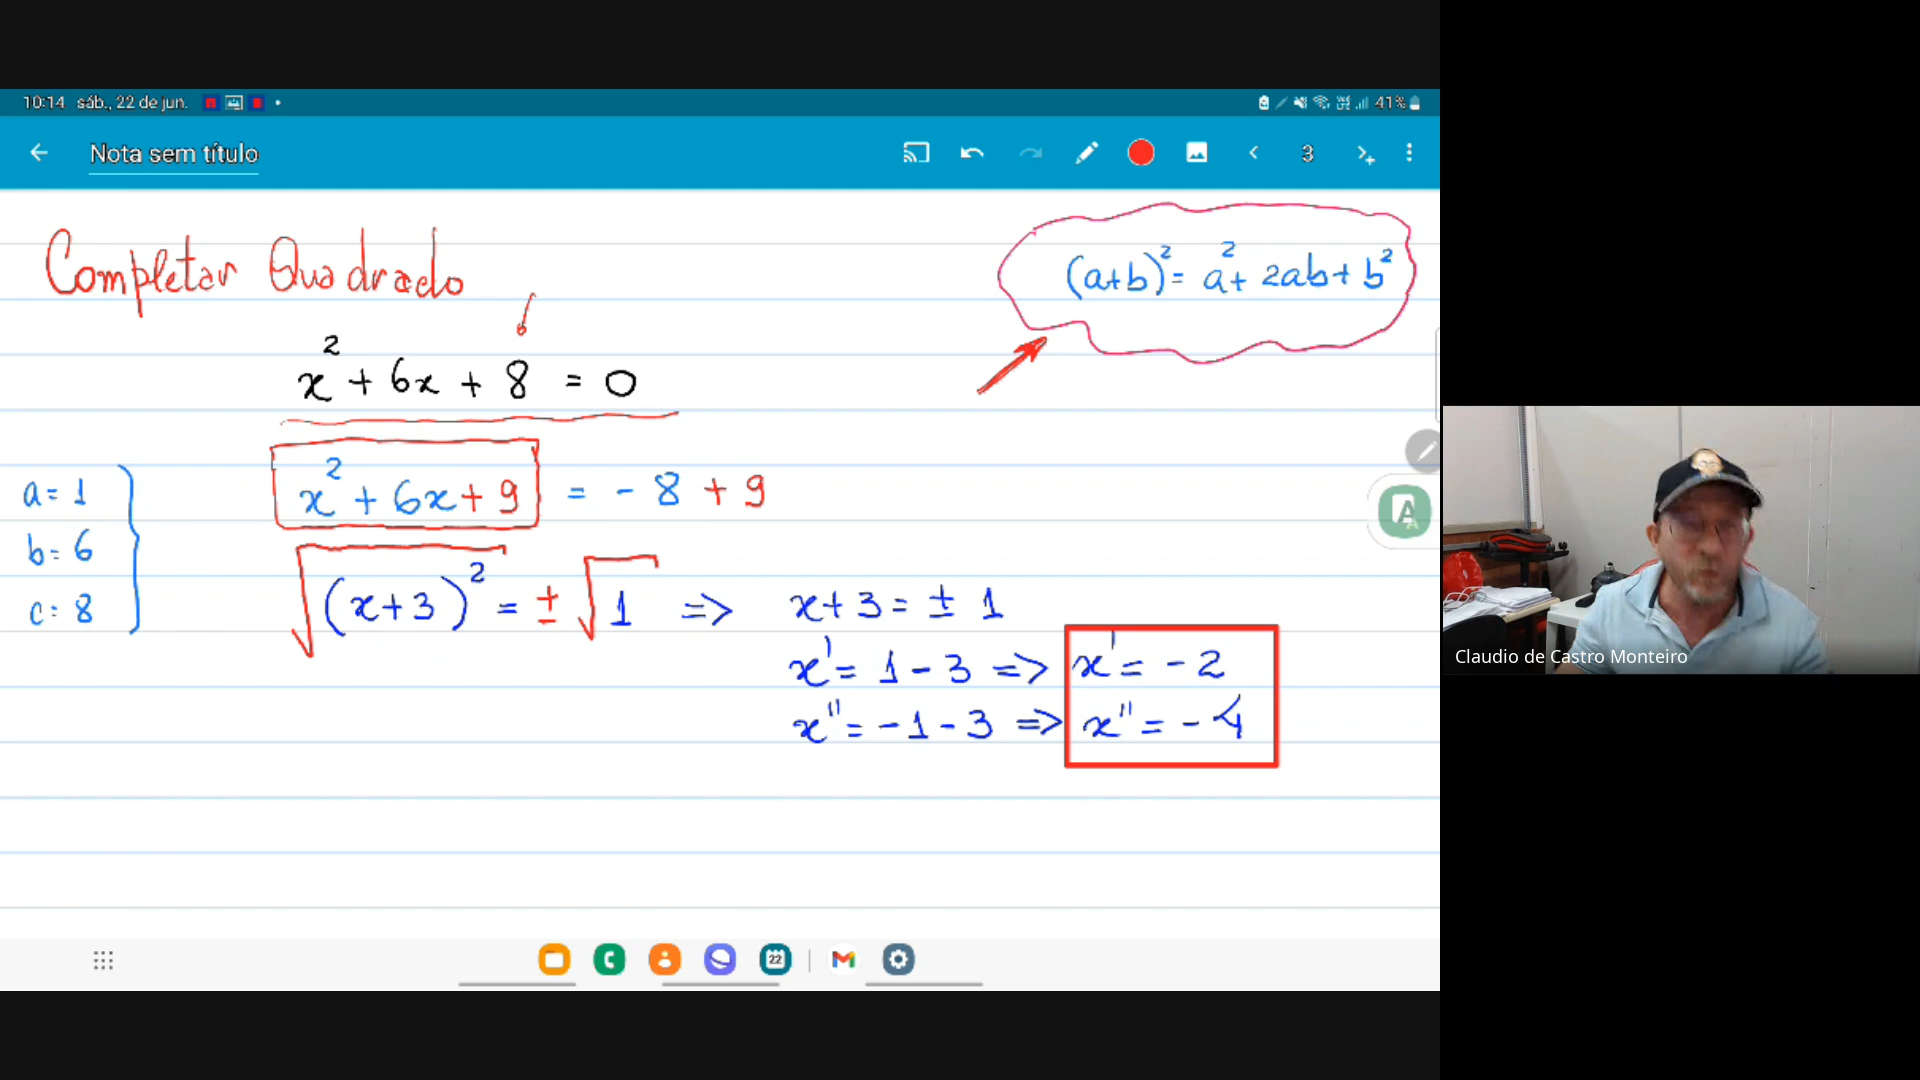 10:14 sáb., 22 de jun. 41%
Nota sem título
3
Completar Quadrado
(a+b)² = a² + 2ab + b²
x² + 6x + 8 = 0
x² + 6x + 9 = - 8 + 9
a = 1
b = 6
c = 8
√(x+3)² = ± √1 => x + 3 = ± 1
x' = 1 - 3 => x' = - 2
x'' = - 1 - 3 => x'' = - 4
A
Claudio de Castro Monteiro
22